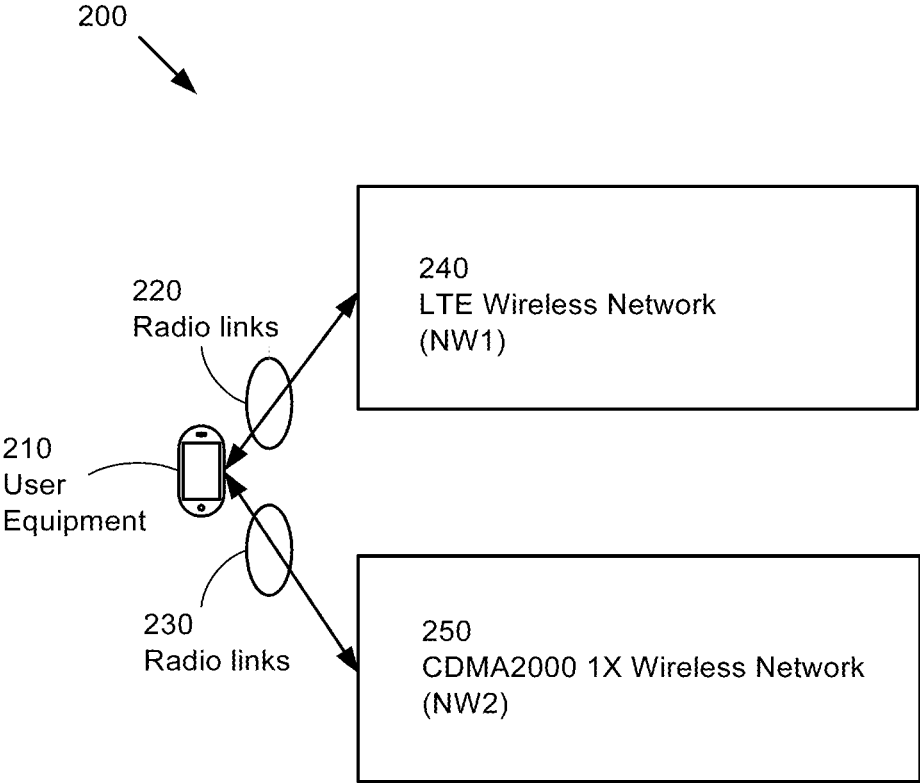 200
240
LTE Wireless Network
(NW1)
220
Radio links
210
User
Equipment
230
Radio links
250
CDMA2000 1X Wireless Network
(NW2)